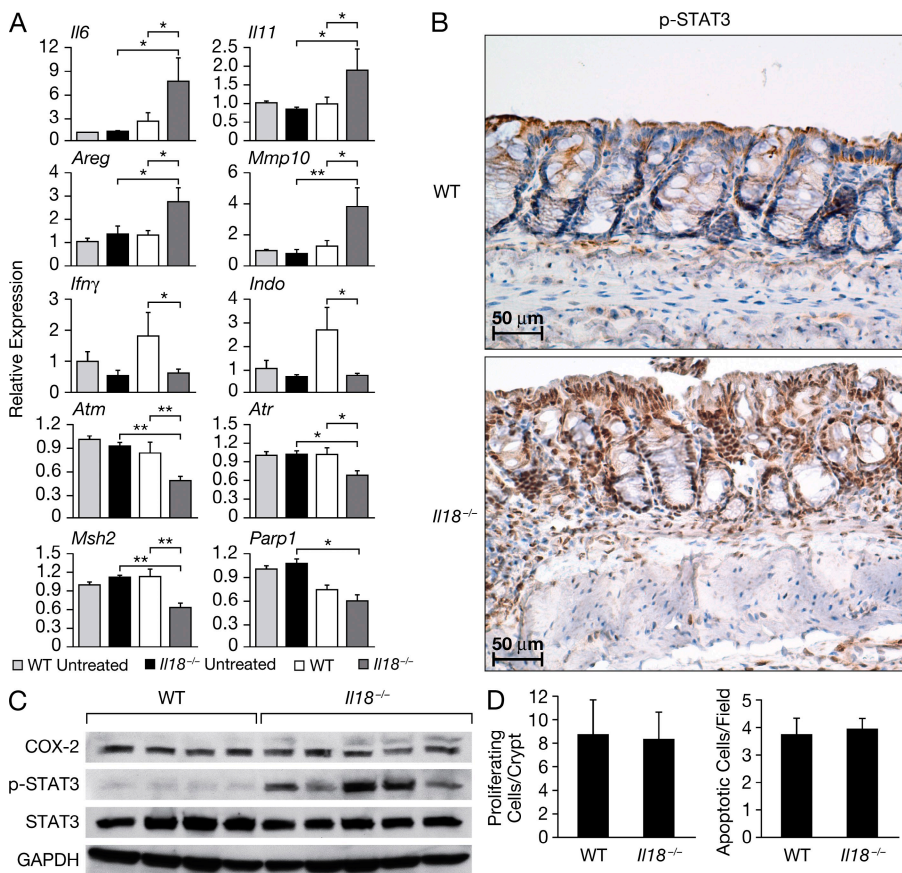 A
Relative Expression
Il6
12
9
6
3
0
*
*
Il11
2.5
2.0
1.5
1.0
0.5
0
*
*
Areg
4
3
2
1
0
*
*
Mmp10
6
4
2
0
*
**
Ifnγ
3
2
1
0
*
Indo
4
3
2
1
0
*
Atm
1.2
0.9
0.6
0.3
0
**
**
Atr
1.5
1.2
0.9
0.6
0.3
0
*
*
Msh2
1.5
1.2
0.9
0.6
0.3
0
**
**
Parp1
1.2
0.9
0.6
0.3
0
*
WT Untreated Il18−/− Untreated WT Il18−/−
B
p-STAT3
WT
50 μm
Il18−/−
50 μm
C
WT Il18−/−
COX-2
p-STAT3
STAT3
GAPDH
D
Proliferating
Cells/Crypt
12
10
8
6
4
2
0
WT Il18−/−
Apoptotic Cells/Field
5
4
3
2
1
0
WT Il18−/−